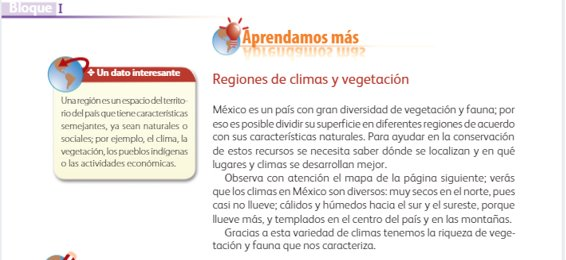 Bloque I
Aprendamos más
+ Un dato interesante
Una región es un espacio del territo-
rio del país que tiene características
semejantes, ya sean naturales o
sociales; por ejemplo, el clima, la
vegetación, los pueblos indígenas
o las actividades económicas.
Regiones de climas y vegetación
México es un país con gran diversidad de vegetación y fauna; por
eso es posible dividir su superficie en diferentes regiones de acuerdo
con sus características naturales. Para ayudar en la conservación
de estos recursos se necesita saber dónde se localizan y en qué
lugares y climas se desarrollan mejor.
Observa con atención el mapa de la página siguiente; verás
que los climas en México son diversos: muy secos en el norte, pues
casi no llueve; cálidos y húmedos hacia el sur y el sureste, porque
llueve más, y templados en el centro del país y en las montañas.
Gracias a esta variedad de climas tenemos la riqueza de vege-
tación y fauna que nos caracteriza.